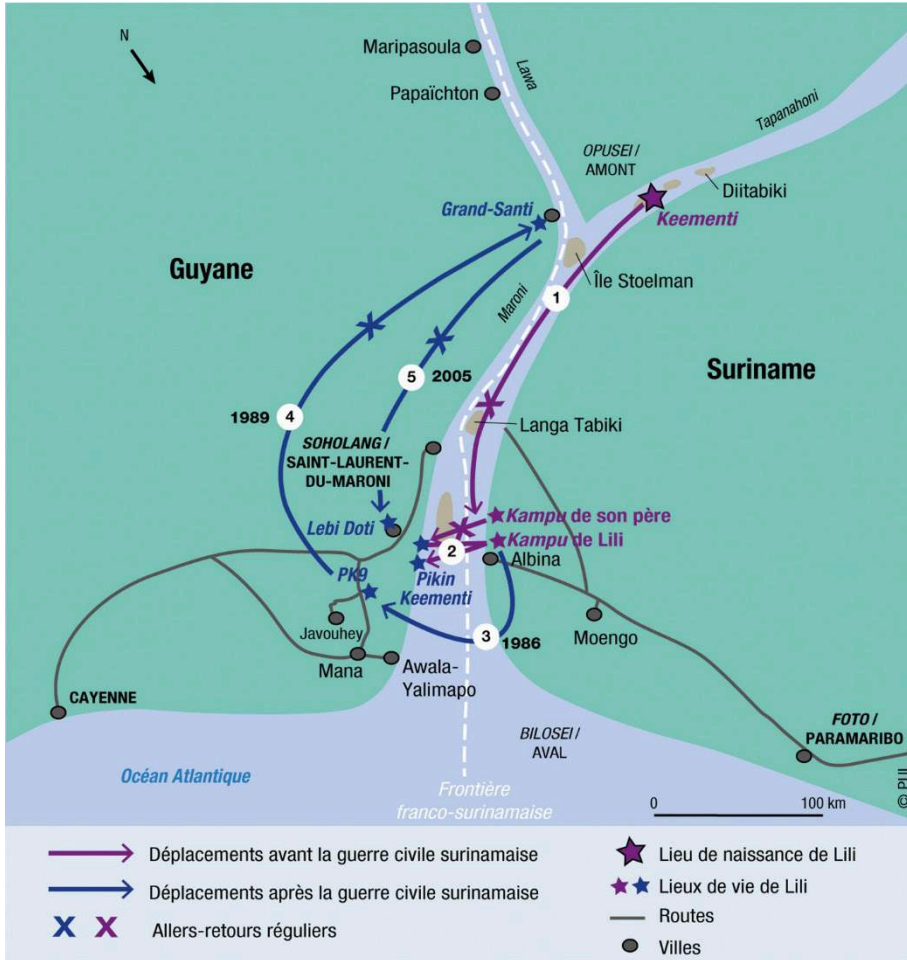 N
Maripasoula
Papaïchton
Lawa
Tapanahoni
OPUSEI /
AMONT
Diitabiki
Grand-Santi
Keementi
Guyane
Île Stoelman
1
Maroni
Suriname
5
2005
1989
4
Langa Tabiki
SOHOLANG /
SAINT-LAURENT-
DU-MARONI
Lebi Doti
Kampu de son père
Kampu de Lili
2
Albina
PK9
Pikin
Keementi
Javouhey
3
1986
Moengo
Mana
Awala-
Yalimapo
CAYENNE
BILOSEI /
AVAL
FOTO /
PARAMARIBO
Océan Atlantique
Frontière
franco-surinamaise
0
100 km
© PUL
Déplacements avant la guerre civile surinamaise
Lieu de naissance de Lili
Déplacements après la guerre civile surinamaise
Lieux de vie de Lili
X X Allers-retours réguliers
Routes
Villes